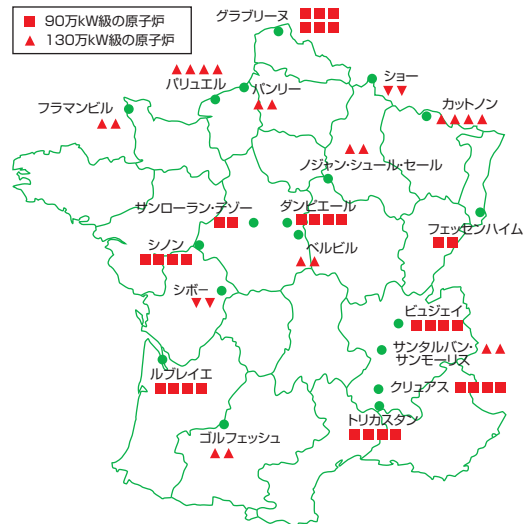 ■ 90万kW級の原子炉
▲ 130万kW級の原子炉
グラブリーヌ
ショー
パリュエル
パンリー
カットノン
フラマンビル
ノジャン・シュール・セール
サンローラン・デゾー
ダンピエール
フェッセンハイム
シノン
ベルビル
シボー
ビュジェイ
サンタルバン・
サンモーリス
ルブレイエ
クリュアス
トリカスタン
ゴルフェッシュ